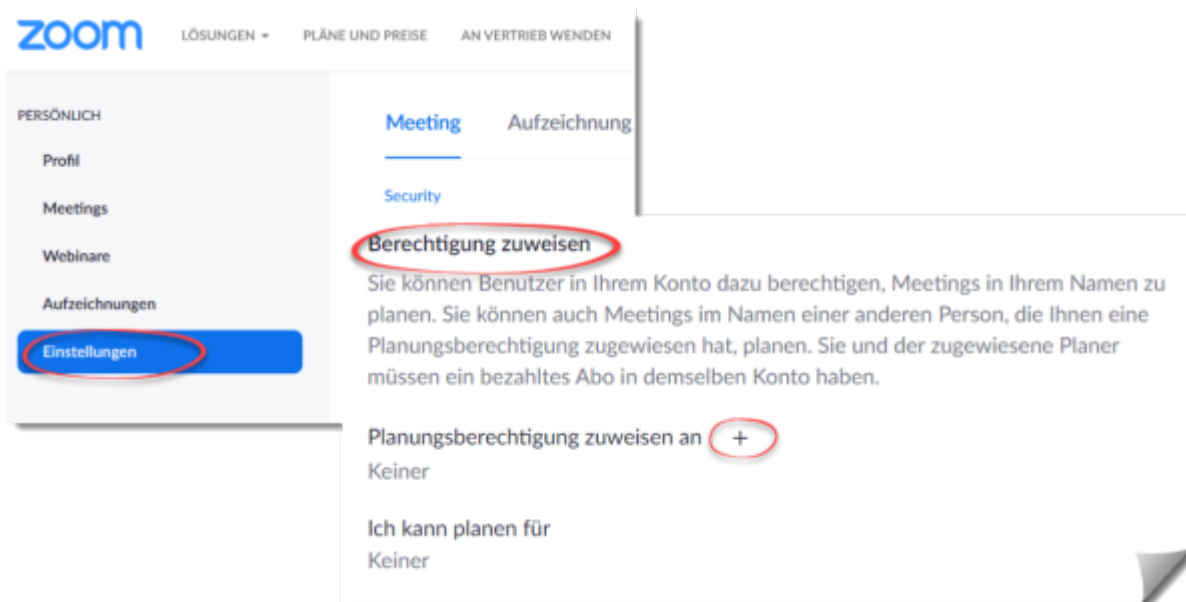 zoom LÖSUNGEN PLÄNE UND PREISE AN VERTRIEB WENDEN
PERSÖNLICH
Profil
Meetings
Webinare
Aufzeichnungen
Einstellungen
Meeting Aufzeichnung
Security
Berechtigung zuweisen
Sie können Benutzer in Ihrem Konto dazu berechtigen, Meetings in Ihrem Namen zu
planen. Sie können auch Meetings im Namen einer anderen Person, die Ihnen eine
Planungsberechtigung zugewiesen hat, planen. Sie und der zugewiesene Planer
müssen ein bezahltes Abo in demselben Konto haben.
Planungsberechtigung zuweisen an +
Keiner
Ich kann planen für
Keiner